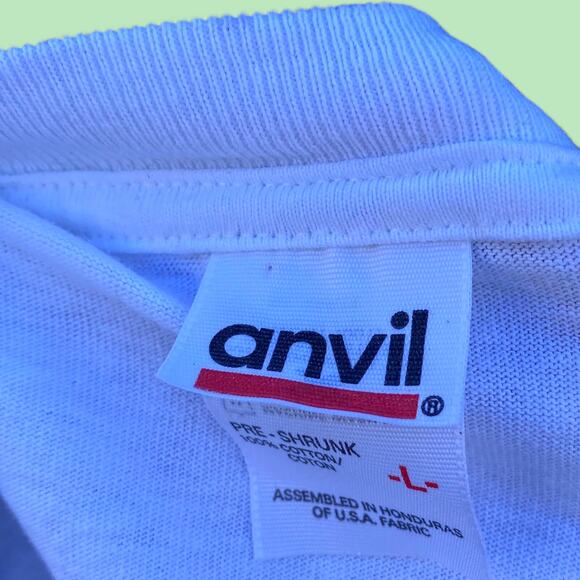 anvil®
PRE-SHRUNK
100% COTTON/
COTON
-L-
ASSEMBLED IN HONDURAS
OF U.S.A. FABRIC